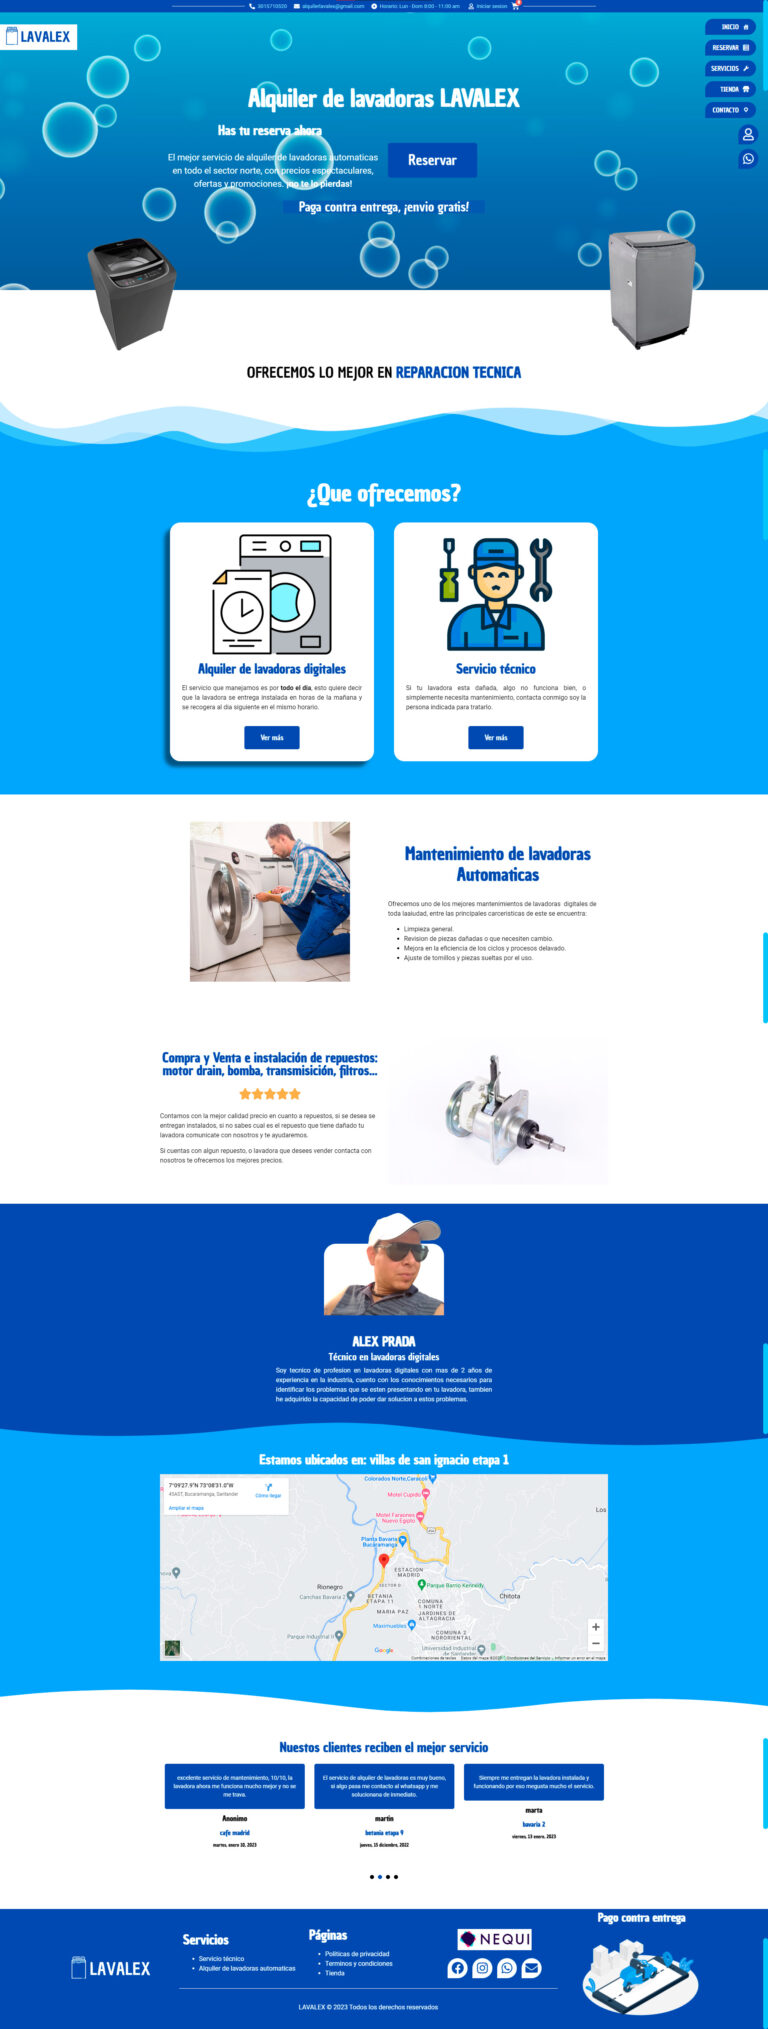 3015710520 alquilerlavalex@gmail.com Horario: Lun - Dom 8:00 - 11:00 am Iniciar sesion
LAVALEX
INICIO
RESERVAR
SERVICIOS
TIENDA
CONTACTO
Alquiler de lavadoras LAVALEX
Has tu reserva ahora
El mejor servicio de alquiler de lavadoras automaticas
en todo el sector norte, con precios espectaculares,
ofertas y promociones. ¡no te lo pierdas!
Reservar
Paga contra entrega, ¡envio gratis!
OFRECEMOS LO MEJOR EN REPARACION TECNICA
¿Que ofrecemos?
Alquiler de lavadoras digitales
El servicio que manejamos es por todo el día, esto quiere decir
que la lavadora se entrega instalada en horas de la mañana y
se recogera al dia siguiente en el mismo horario.
Ver más
Servicio técnico
Si tu lavadora esta dañada, algo no funciona bien, o
simplemente necesita mantenimiento, contacta conmigo soy la
persona indicada para tratarlo.
Ver más
Mantenimiento de lavadoras
Automaticas
Ofrecemos uno de los mejores mantenimientos de lavadoras digitales de
toda laaiudad, entre las principales carceristicas de este se encuentra:
Limpieza general.
Revision de piezas dañadas o que necesiten cambio.
Mejora en la eficiencia de los ciclos y procesos delavado.
Ajuste de tornillos y piezas sueltas por el uso.
Compra y Venta e instalación de repuestos:
motor drain, bomba, transmisición, filtros...
Contamos con la mejor calidad precio en cuanto a repuestos, si se desea se
entregan instalados, si no sabes cual es el repuesto que tiene dañado tu
lavadora comunicate con nosotros y te ayudaremos.
Si cuentas con algun repuesto, o lavadora que desees vender contacta con
nosotros te ofrecemos los mejores precios.
ALEX PRADA
Técnico en lavadoras digitales
Soy tecnico de profesion en lavadoras digitales con mas de 2 años de
experiencia en la industria, cuento con los conocimientos necesarios para
identificar los problemas que se esten presentando en tu lavadora, tambien
he adquirido la capacidad de poder dar solucion a estos problemas.
Estamos ubicados en: villas de san ignacio etapa 1
7°09'27.9"N 73°08'31.0"W
45A07, Bucaramanga, Santander
Cómo llegar
Ampliar el mapa
Colorados Norte,Caracoli
Motel Cupido
Motel Faraones
Nuevo Egipto
Los
Planta Bavaria
Bucaramanga
ESTACION
MADRID
Rionegro
SECTOR D
Parque Barrio Kennedy
Canchas Bavaria 2
BETANIA
ETAPA 11
Chitota
COMUNA
1 NORTE
MARIA PAZ
JARDINES DE
ALTAGRACIA
Maximuebles
Parque Industrial II
COMUNA 2
NORORIENTAL
Universidad Industrial
de Santander
Google
Combinaciones de teclas
Condiciones del Servicio
Informar un error en el mapa
Nuestos clientes reciben el mejor servicio
excelente servicio de mantenimiento, 10/10, la
lavadora ahora me funciona mucho mejor y no se
me trava.
Anonimo
cafe madrid
martes, enero 10, 2023
El servicio de alquiler de lavadoras es muy bueno,
si algo pasa me contacto al whatsapp y me
solucionana de inmediato.
martin
betania etapa 9
jueves, 15 diciembre, 2022
Siempre me entregan la lavadora instalada y
funcionando por eso megusta mucho el servicio.
marta
bavaria 2
viernes, 13 enero, 2023
LAVALEX
Servicios
Servicio técnico
Alquiler de lavadoras automaticas
Páginas
Políticas de privacidad
Terminos y condiciones
Tienda
NEQUI
Pago contra entrega
LAVALEX © 2023 Todos los derechos reservados